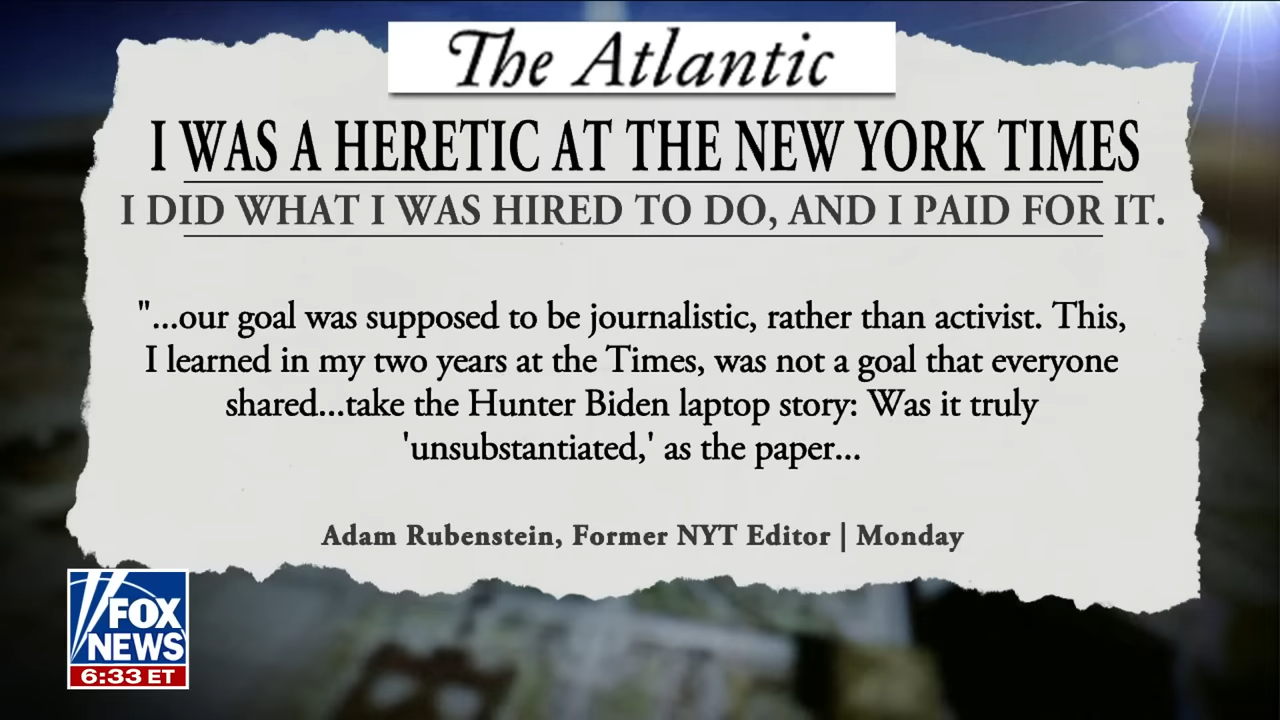 The Atlantic
I WAS A HERETIC AT THE NEW YORK TIMES
I DID WHAT I WAS HIRED TO DO, AND I PAID FOR IT.
"...our goal was supposed to be journalistic, rather than activist. This,
I learned in my two years at the Times, was not a goal that everyone
shared...take the Hunter Biden laptop story: Was it truly
'unsubstantiated,' as the paper...
Adam Rubenstein, Former NYT Editor | Monday
FOX
NEWS
6:33 ET